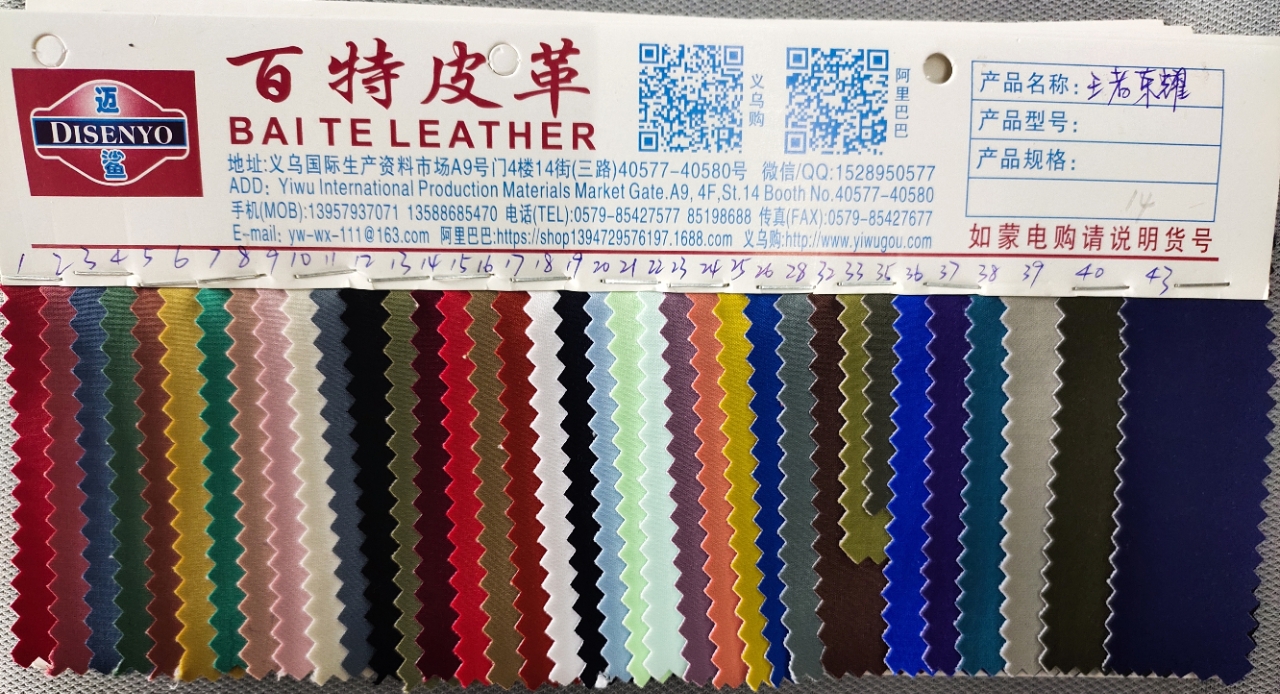 迈
DISENYO
鲨
百特皮革
BAITE LEATHER
义乌购
阿里巴巴
地址:义乌国际生产资料市场A9号门4楼14街(三路)40577-40580号 微信/QQ:1528950577
ADD: Yiwu International Production Materials Market Gate.A9, 4F,St.14 Booth No.40577-40580
手机(MOB):13957937071 13588685470 电话(TEL):0579-85427577 85198688 传真(FAX):0579-85427677
E-mail: yw-wx-111@163.com 阿里巴巴:https://shop1394729576197.1688.com 义乌购:http://www.yiwugou.com
产品名称: 王者荣耀
产品型号:
产品规格:
14
如蒙电购请说明货号
1 2 3 4 5 6 7 8 9 10 11 12 13 14 15 16 17 18 19 20 21 22 23 24 25 26 28 32 33 35 36 37 38 39 40 43